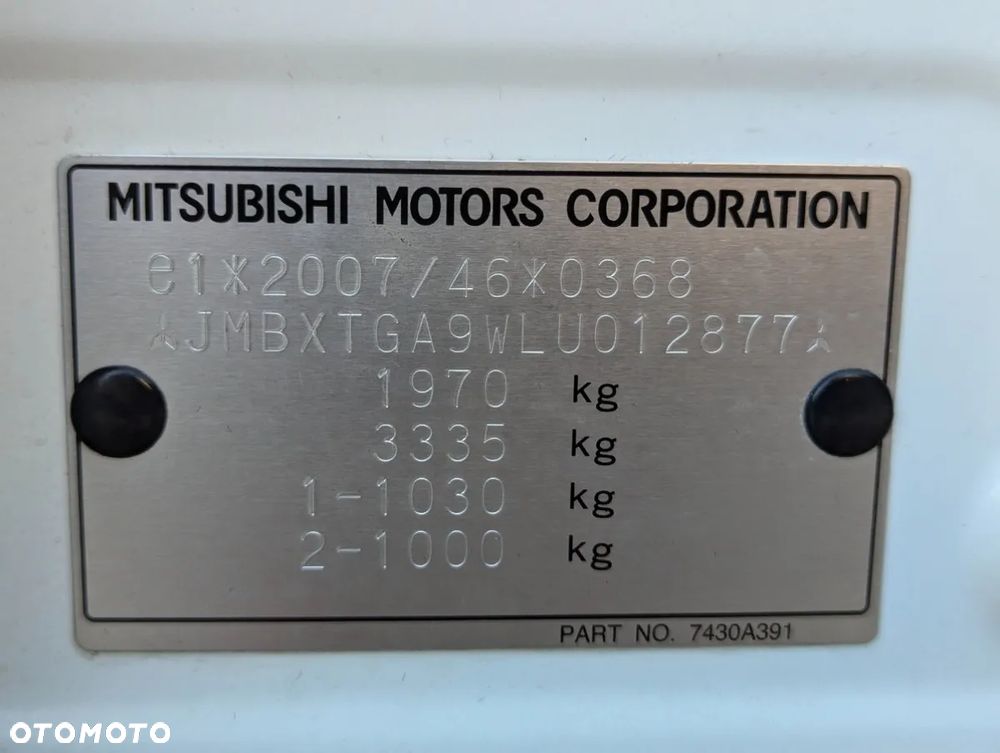 MITSUBISHI MOTORS CORPORATION
e1*2007/46*0368
JMBXTGA9WLU012877
1970 kg
3335 kg
1-1030 kg
2-1000 kg
PART NO. 7430A391
OTOMOTO